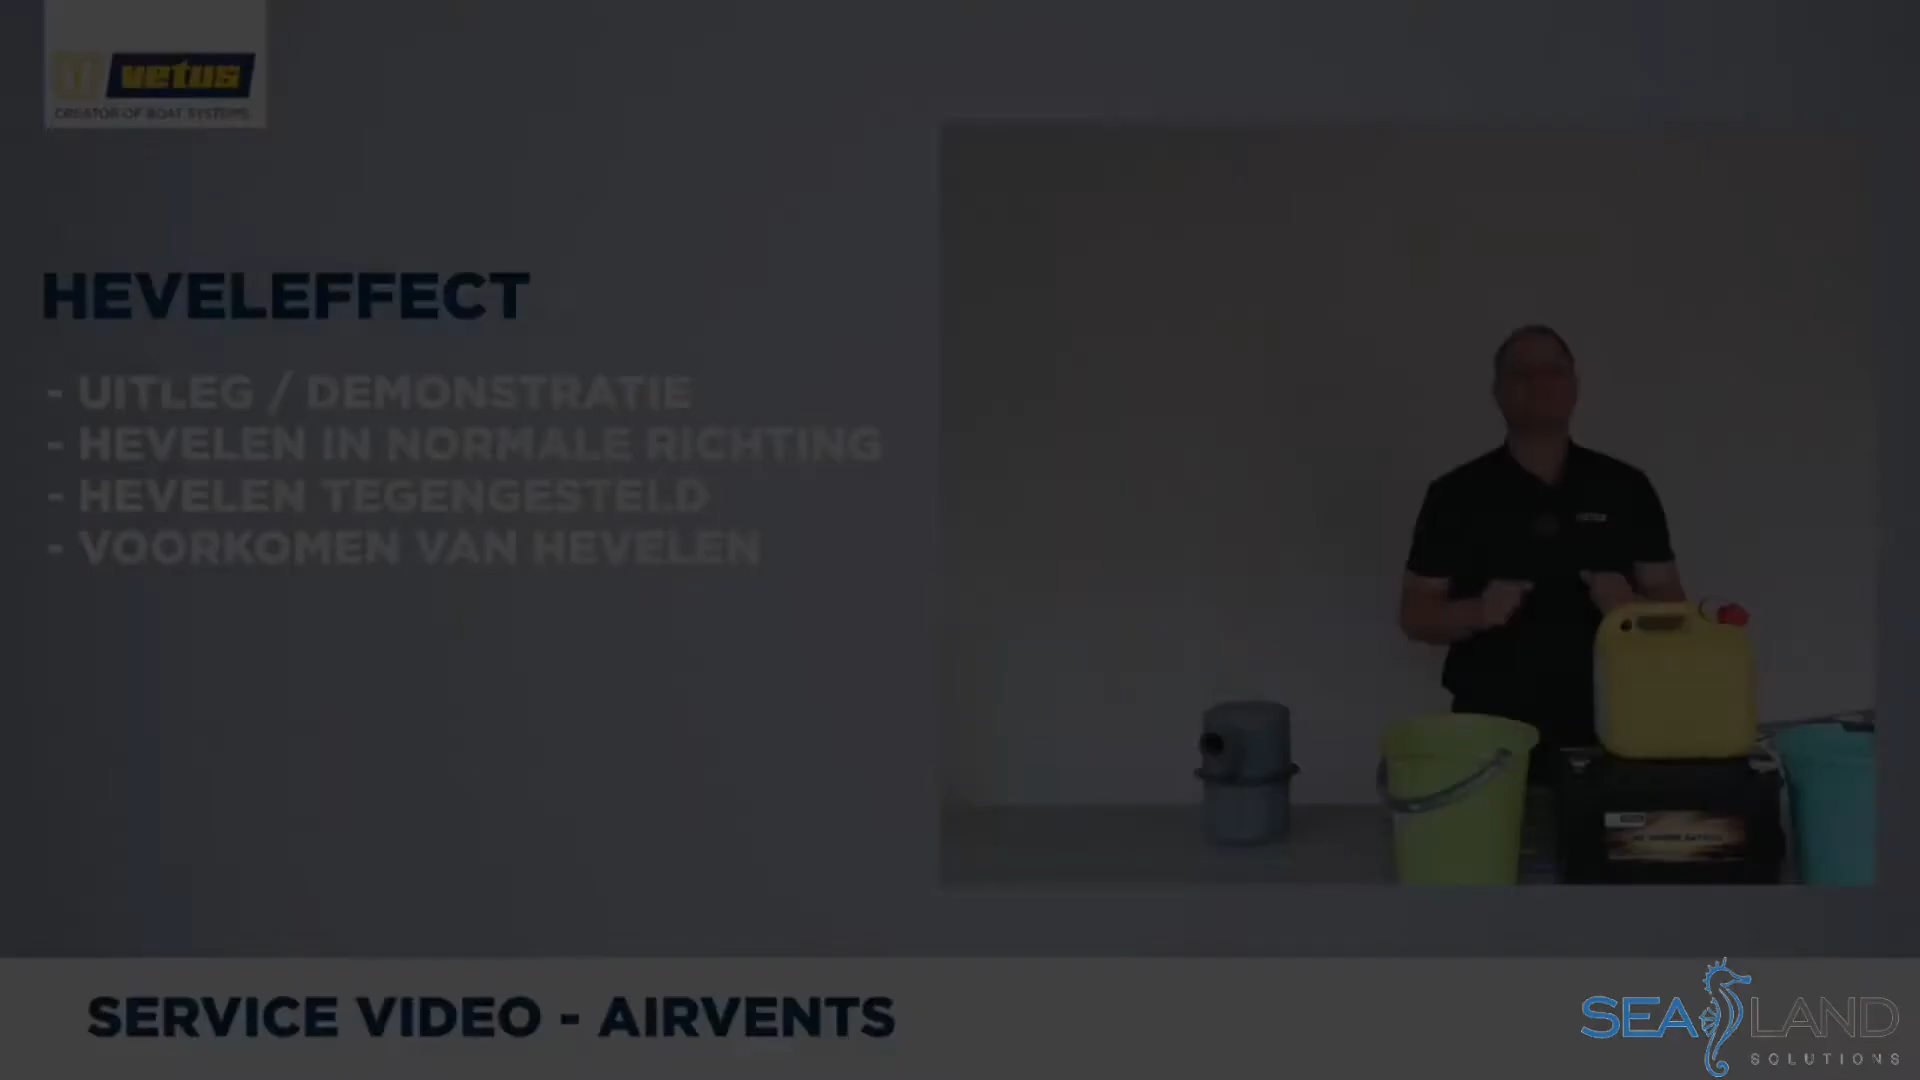 vetus
CREATOR OF BOAT SYSTEMS
HEVELEFFECT
- UITLEG / DEMONSTRATIE
- HEVELEN IN NORMALE RICHTING
- HEVELEN TEGENGESTELD
- VOORKOMEN VAN HEVELEN
SERVICE VIDEO - AIRVENTS
SEA LAND
SOLUTIONS